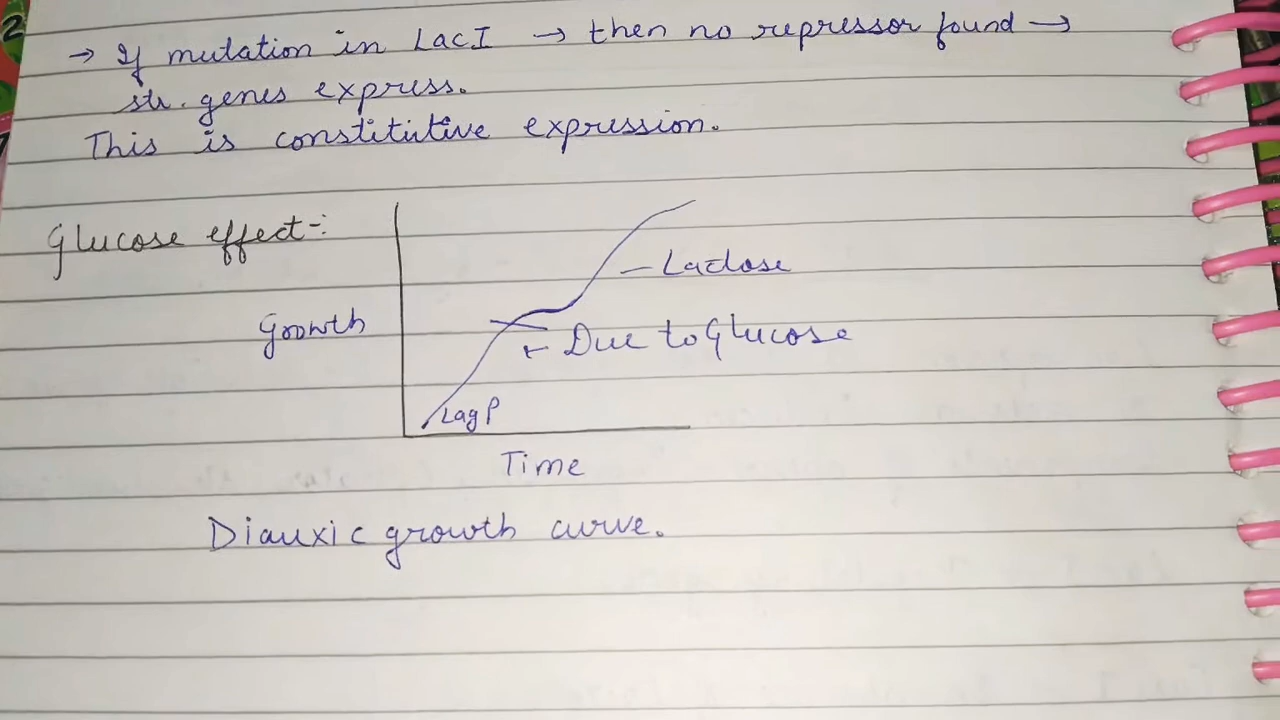 2
→ If mutation in LacI → then no repressor found →
str. genes express.
This is constitutive expression.
Glucose effect-:
Lactose
Growth
← Due to Glucose
Lag P
Time
Diauxic growth curve.